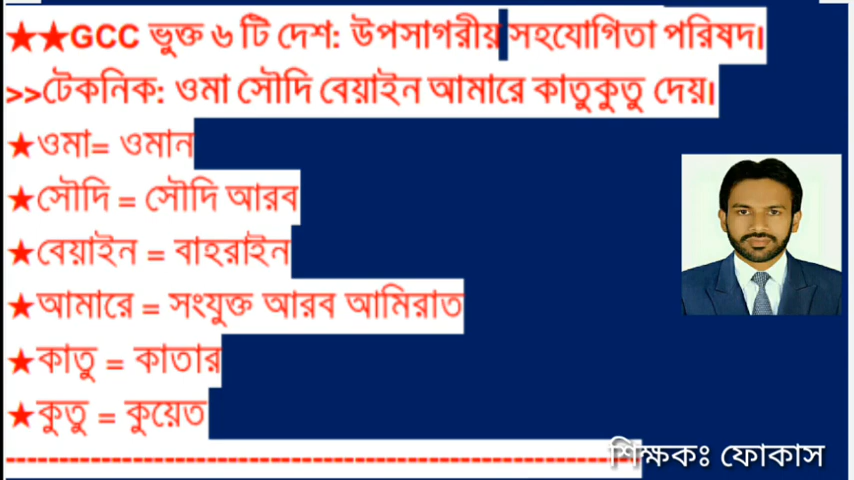 ★★GCC ভুক্ত ৬ টি দেশ: উপসাগরীয় সহযোগিতা পরিষদ।
>>টেকনিক: ওমা সৌদি বেয়াইন আমারে কাতুকুতু দেয়।
★ওমা= ওমান
★সৌদি = সৌদি আরব
★বেয়াইন = বাহরাইন
★আমারে = সংযুক্ত আরব আমিরাত
★কাতু = কাতার
★কুতু = কুয়েত
শিক্ষকঃ ফোকাস